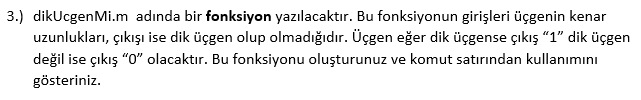 3.) dikUcgenMi.m adında bir fonksiyon yazılacaktır. Bu fonksiyonun girişleri üçgenin kenar
uzunlukları, çıkışı ise dik üçgen olup olmadığıdır. Üçgen eğer dik üçgense çıkış “1” dik üçgen
değil ise çıkış “0” olacaktır. Bu fonksiyonu oluşturunuz ve komut satırından kullanımını
gösteriniz.